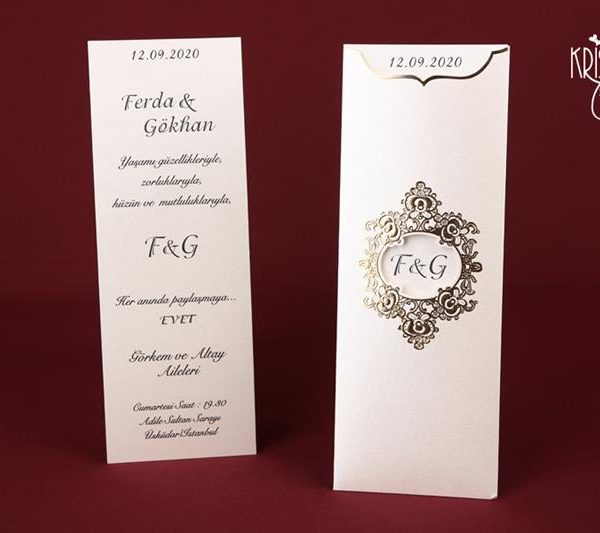 12.09.2020
Ferda &
Gökhan
Yaşamı güzellikleriyle,
zorluklarıyla,
hüzün ve mutluluklarıyla,
F&G
Her anında paylaşmaya...
EVET
Görkem ve Altay
Aileleri
Cumartesi Saat : 19.30
Adile Sultan Sarayı
Üsküdar/İstanbul
12.09.2020
F&G